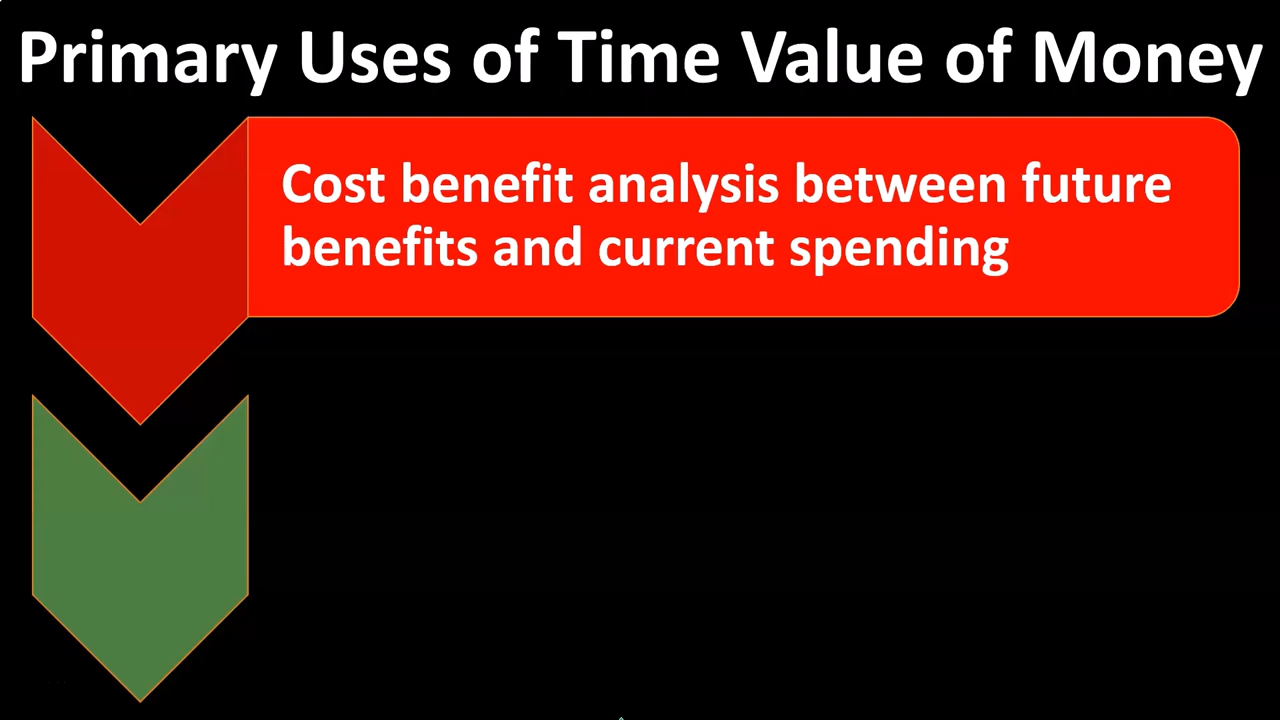 Primary Uses of Time Value of Money
Cost benefit analysis between future
benefits and current spending